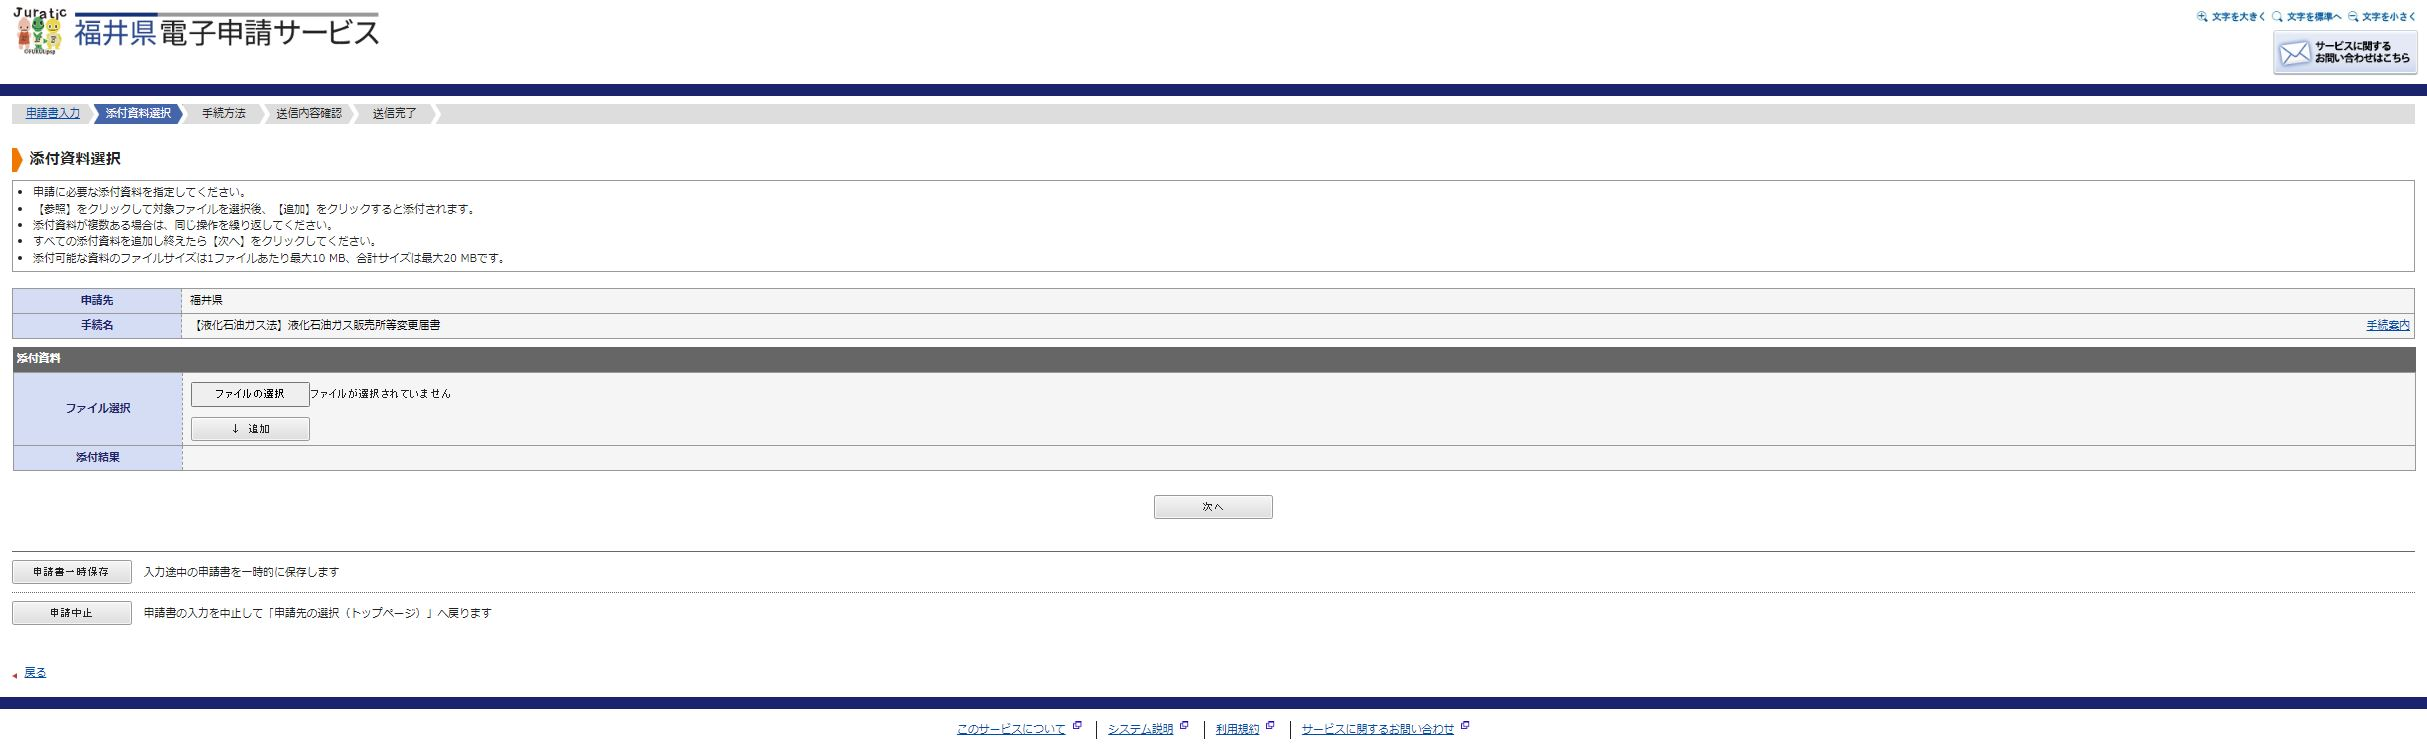 Juratic
©FUKUI.psp
福井県電子申請サービス
文字を大きく 文字を標準へ 文字を小さく
サービスに関する
お問い合わせはこちら
申請書入力 添付資料選択 手続方法 送信内容確認 送信完了
添付資料選択
• 申請に必要な添付資料を指定してください。
• 【参照】をクリックして対象ファイルを選択後、【追加】をクリックすると添付されます。
• 添付資料が複数ある場合は、同じ操作を繰り返してください。
• すべての添付資料を追加し終えたら【次へ】をクリックしてください。
• 添付可能な資料のファイルサイズは1ファイルあたり最大10 MB、合計サイズは最大20 MBです。
申請先 福井県
手続名 【液化石油ガス法】液化石油ガス販売所等変更届書 手続案内
添付資料
ファイル選択 ファイルの選択 ファイルが選択されていません
↓ 追加
添付結果
次へ
申請書一時保存 入力途中の申請書を一時的に保存します
申請中止 申請書の入力を中止して「申請先の選択（トップページ）」へ戻ります
戻る
このサービスについて システム説明 利用規約 サービスに関するお問い合わせ